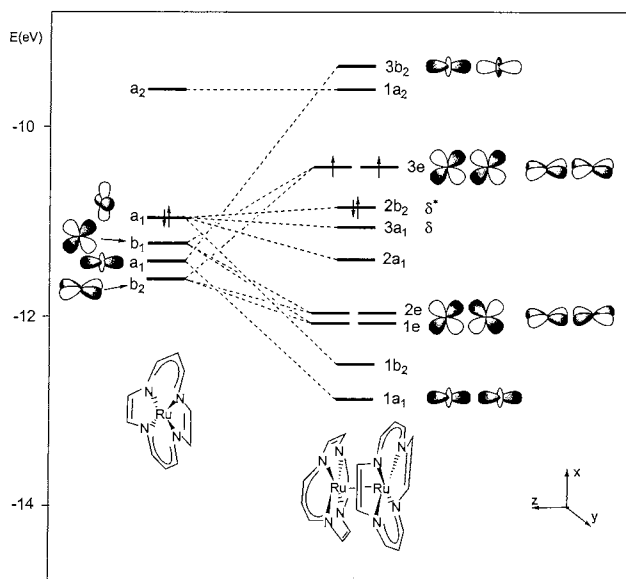 E(eV)
-10
-12
-14
a₂
a₁
b₁
a₁
b₂
3b₂
1a₂
3e
2b₂ δ*
3a₁ δ
2a₁
2e
1e
1b₂
1a₁
N
N
Ru
N
N
N
N
Ru
Ru
N
N
N
N
N
N
x
z
y